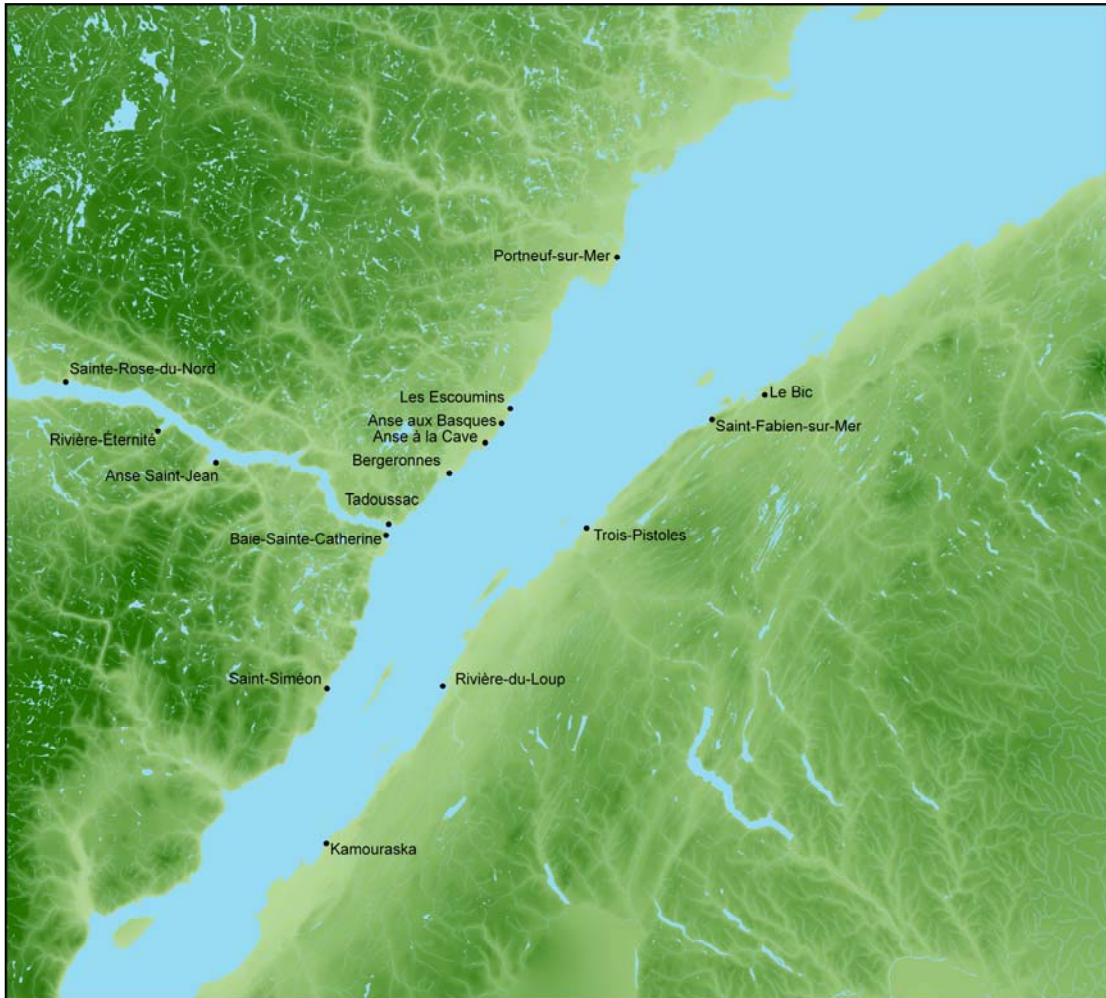 Portneuf-sur-Mer
Sainte-Rose-du-Nord
Les Escoumins
Le Bic
Anse aux Basques
Saint-Fabien-sur-Mer
Rivière-Éternité
Anse à la Cave
Bergeronnes
Anse Saint-Jean
Tadoussac
Baie-Sainte-Catherine
Trois-Pistoles
Saint-Siméon
Rivière-du-Loup
Kamouraska